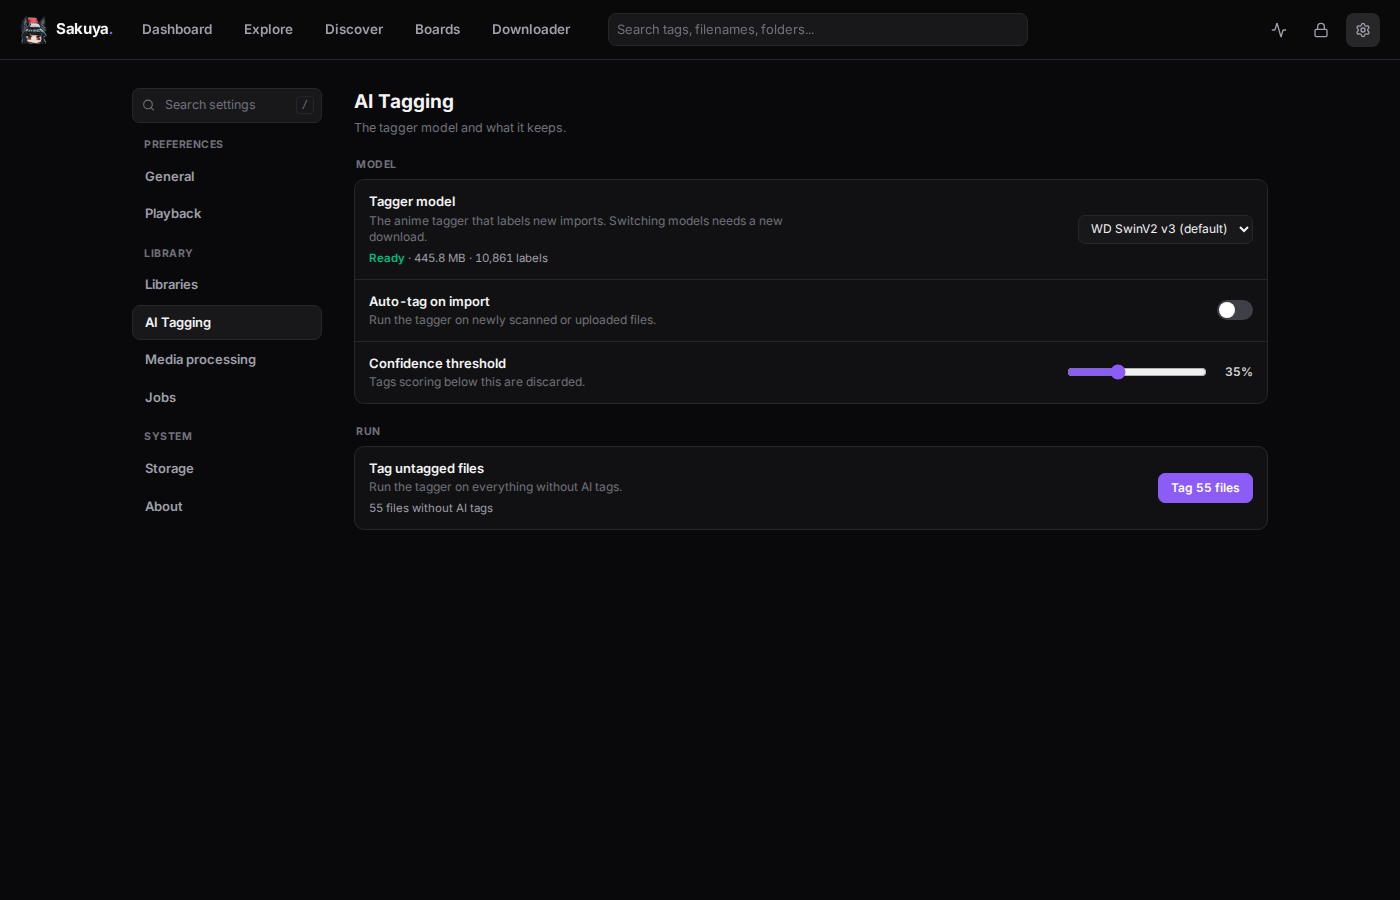 Sakuya.
Dashboard
Explore
Discover
Boards
Downloader
Search tags, filenames, folders...
Search settings
/
PREFERENCES
General
Playback
LIBRARY
Libraries
AI Tagging
Media processing
Jobs
SYSTEM
Storage
About
AI Tagging
The tagger model and what it keeps.
MODEL
Tagger model
The anime tagger that labels new imports. Switching models needs a new
download.
Ready · 445.8 MB · 10,861 labels
WD SwinV2 v3 (default)
Auto-tag on import
Run the tagger on newly scanned or uploaded files.
Confidence threshold
Tags scoring below this are discarded.
35%
RUN
Tag untagged files
Run the tagger on everything without AI tags.
55 files without AI tags
Tag 55 files